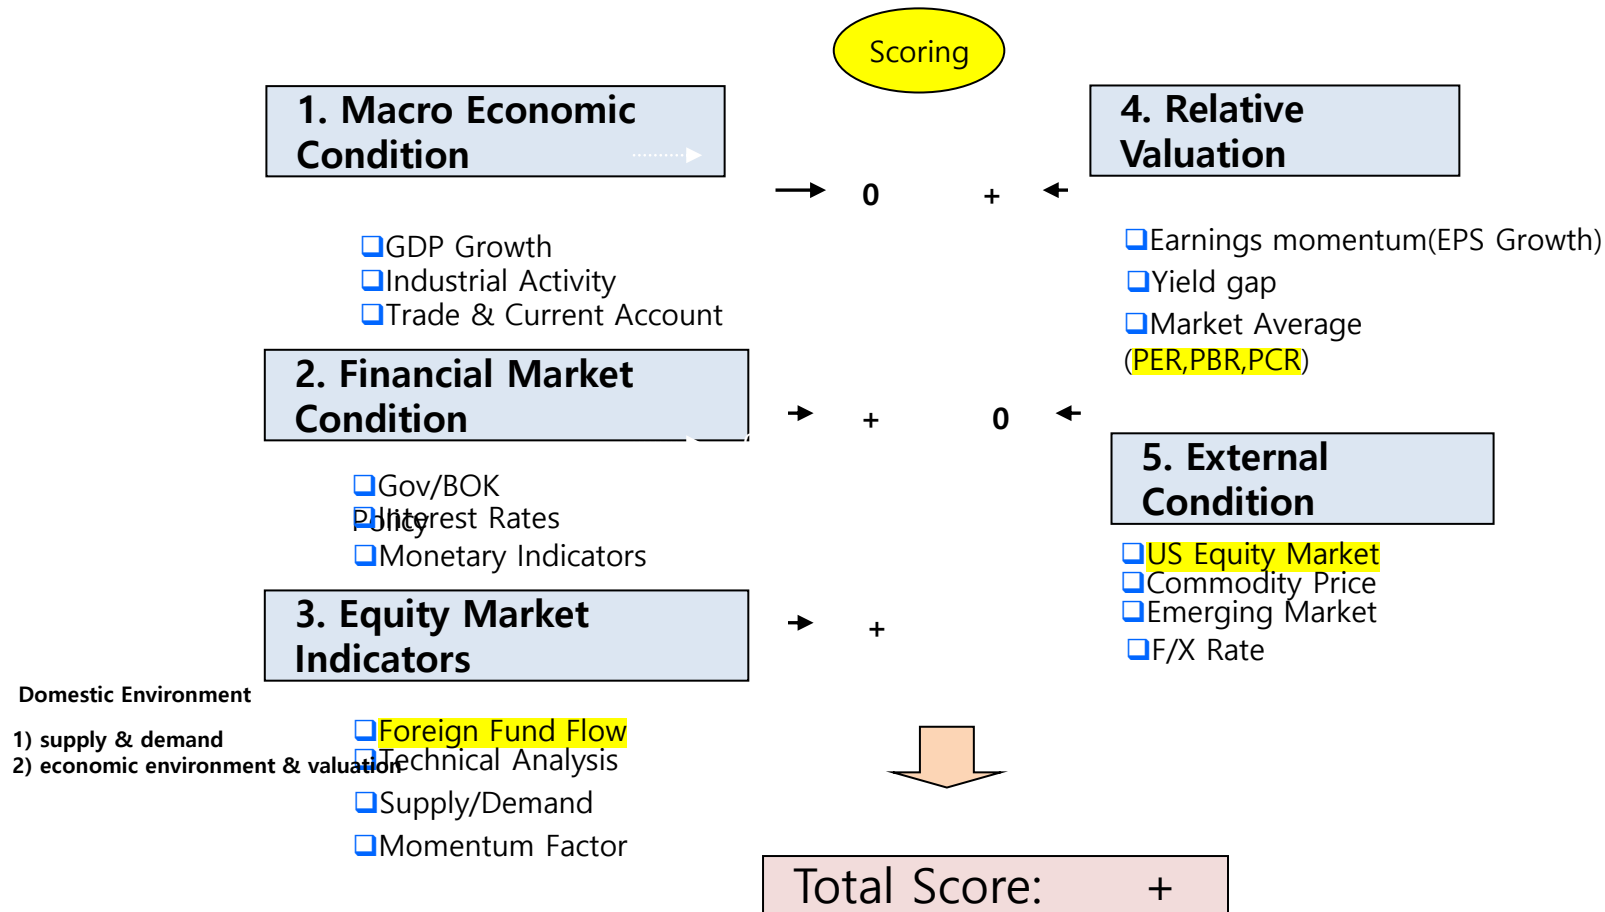 Scoring
1. Macro Economic
Condition
0
❑GDP Growth
❑Industrial Activity
❑Trade & Current Account
2. Financial Market
Condition
+
❑Gov/BOK
Policy
❑Interest Rates
❑Monetary Indicators
3. Equity Market
Indicators
+
Domestic Environment
1) supply & demand
2) economic environment & valuation
❑Foreign Fund Flow
❑Technical Analysis
❑Supply/Demand
❑Momentum Factor
4. Relative
Valuation
+
❑Earnings momentum(EPS Growth)
❑Yield gap
❑Market Average
(PER,PBR,PCR)
0
5. External
Condition
❑US Equity Market
❑Commodity Price
❑Emerging Market
❑F/X Rate
Total Score: +